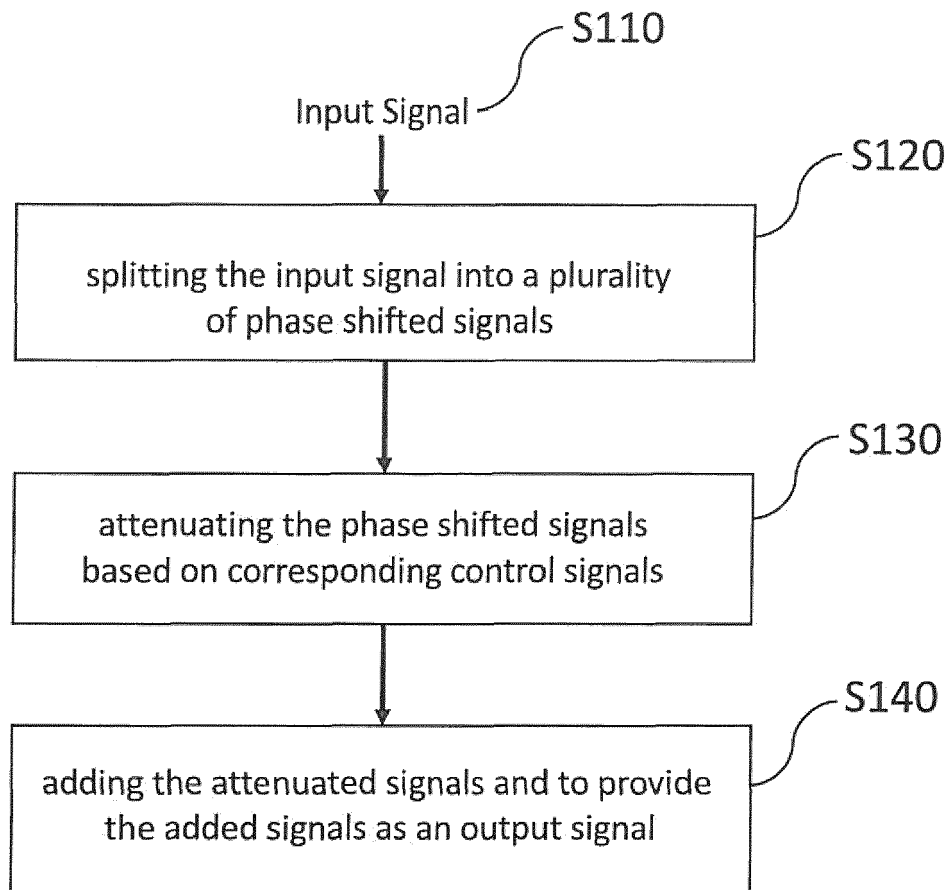 S110
Input Signal
S120
splitting the input signal into a plurality
of phase shifted signals
S130
attenuating the phase shifted signals
based on corresponding control signals
S140
adding the attenuated signals and to provide
the added signals as an output signal